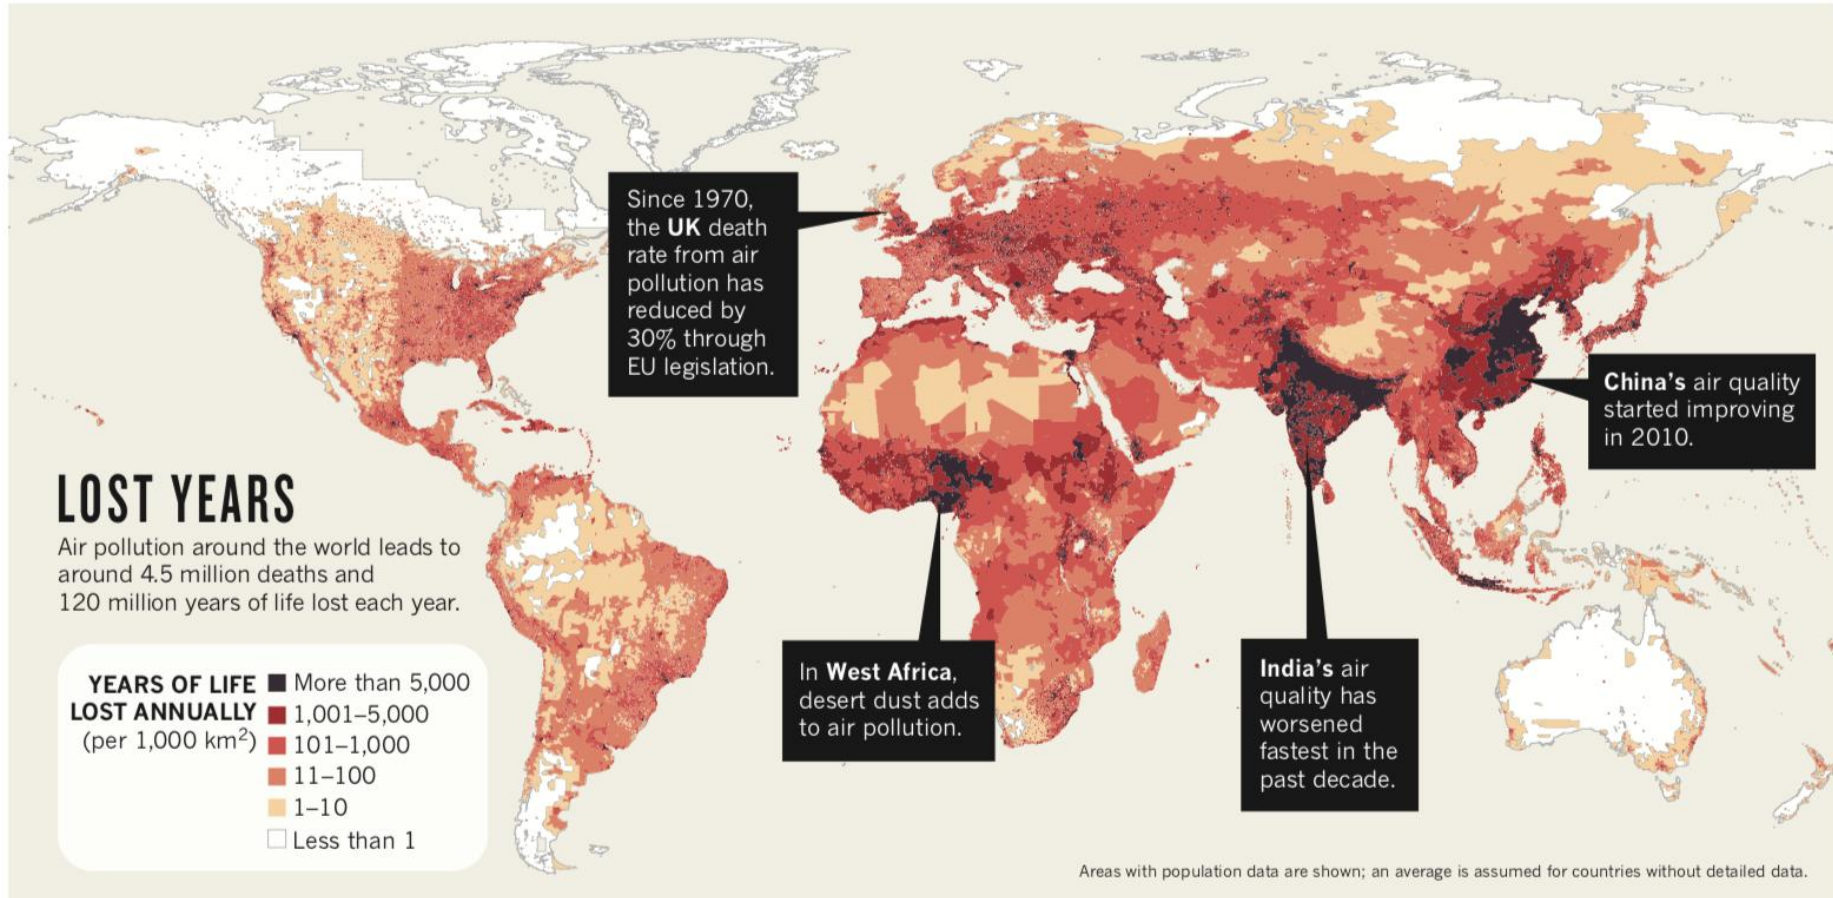 Since 1970,
the UK death
rate from air
pollution has
reduced by
30% through
EU legislation.
China's air quality
started improving
in 2010.
LOST YEARS
Air pollution around the world leads to
around 4.5 million deaths and
120 million years of life lost each year.
YEARS OF LIFE
LOST ANNUALLY
(per 1,000 km²)
More than 5,000
1,001–5,000
101–1,000
11–100
1–10
Less than 1
In West Africa,
desert dust adds
to air pollution.
India's air
quality has
worsened
fastest in the
past decade.
Areas with population data are shown; an average is assumed for countries without detailed data.